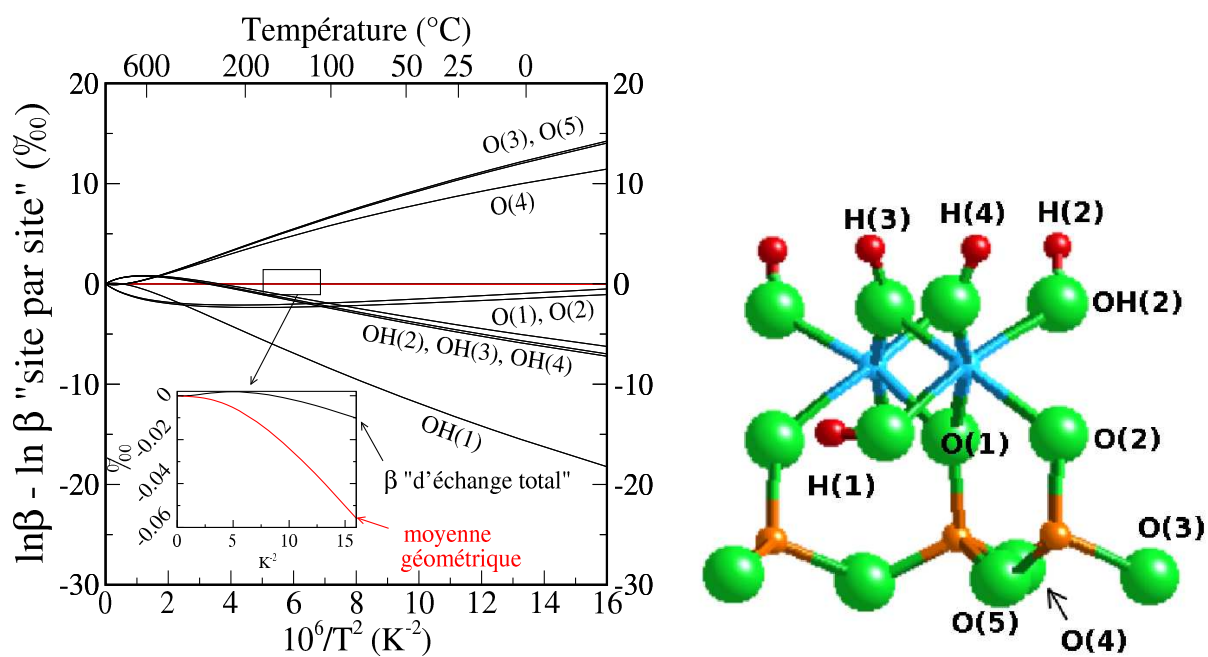 Température (°C)
600 200 100 50 25 0
20 20
10 10
0 0
-10 -10
-20 -20
-30 -30
lnβ - ln β "site par site" (‰)
O(3), O(5)
O(4)
O(1), O(2)
OH(2), OH(3), OH(4)
OH(1)
0
-0.02
-0.04
-0.06
‰
0 5 10 15
K-2
β "d'échange total"
moyenne
géométrique
0 2 4 6 8 10 12 14 16
10⁶/T² (K⁻²)
H(3) H(4) H(2)
OH(2)
O(1) O(2)
H(1)
O(3)
O(5)
O(4)